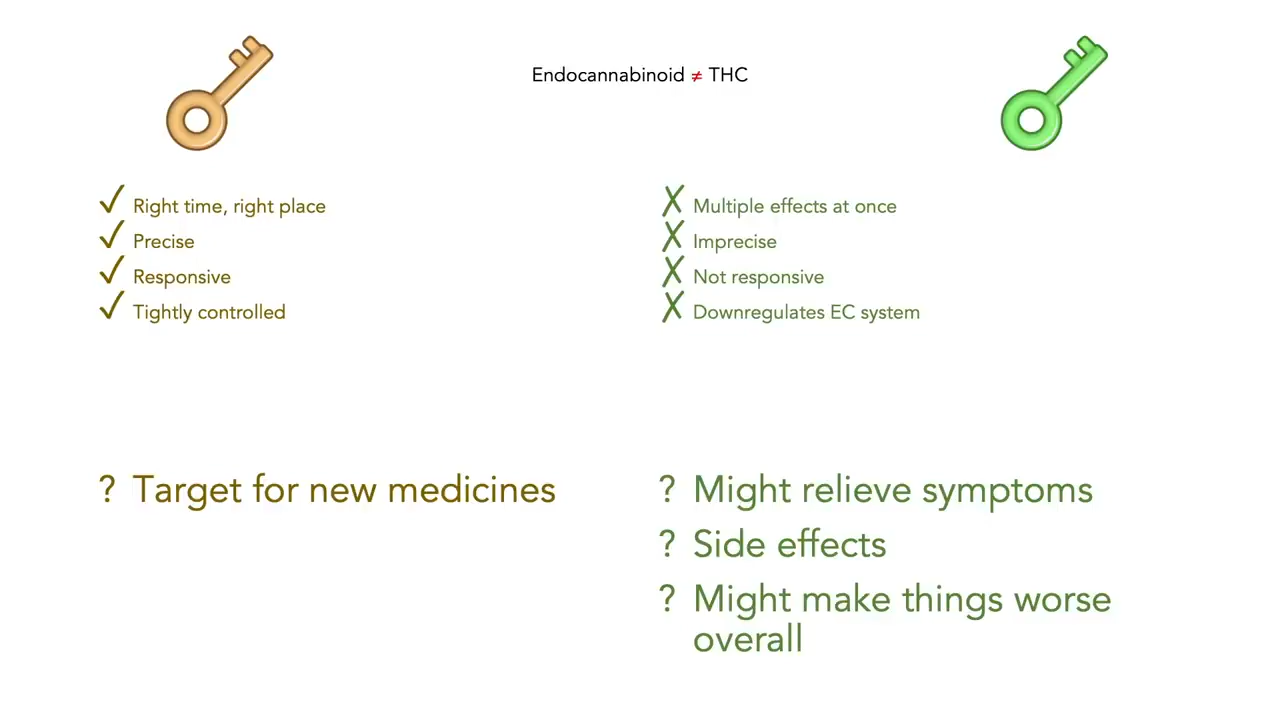 Endocannabinoid ≠ THC
✓ Right time, right place
✓ Precise
✓ Responsive
✓ Tightly controlled
✗ Multiple effects at once
✗ Imprecise
✗ Not responsive
✗ Downregulates EC system
? Target for new medicines
? Might relieve symptoms
? Side effects
? Might make things worse
overall